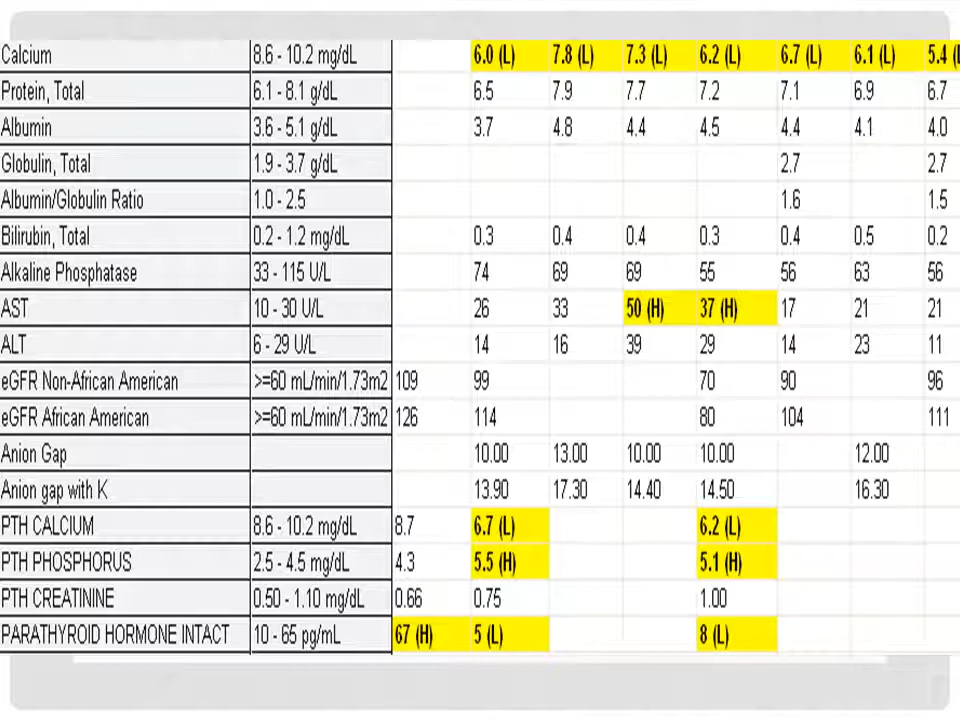 Calcium 8.6 - 10.2 mg/dL 6.0 (L) 7.8 (L) 7.3 (L) 6.2 (L) 6.7 (L) 6.1 (L) 5.4 (L
Protein, Total 6.1 - 8.1 g/dL 6.5 7.9 7.7 7.2 7.1 6.9 6.7
Albumin 3.6 - 5.1 g/dL 3.7 4.8 4.4 4.5 4.4 4.1 4.0
Globulin, Total 1.9 - 3.7 g/dL 2.7 2.7
Albumin/Globulin Ratio 1.0 - 2.5 1.6 1.5
Bilirubin, Total 0.2 - 1.2 mg/dL 0.3 0.4 0.4 0.3 0.4 0.5 0.2
Alkaline Phosphatase 33 - 115 U/L 74 69 69 55 56 63 56
AST 10 - 30 U/L 26 33 50 (H) 37 (H) 17 21 21
ALT 6 - 29 U/L 14 16 39 29 14 23 11
eGFR Non-African American >=60 mL/min/1.73m2 109 99 70 90 96
eGFR African American >=60 mL/min/1.73m2 126 114 80 104 111
Anion Gap 10.00 13.00 10.00 10.00 12.00
Anion gap with K 13.90 17.30 14.40 14.50 16.30
PTH CALCIUM 8.6 - 10.2 mg/dL 8.7 6.7 (L) 6.2 (L)
PTH PHOSPHORUS 2.5 - 4.5 mg/dL 4.3 5.5 (H) 5.1 (H)
PTH CREATININE 0.50 - 1.10 mg/dL 0.66 0.75 1.00
PARATHYROID HORMONE INTACT 10 - 65 pg/mL 67 (H) 5 (L) 8 (L)